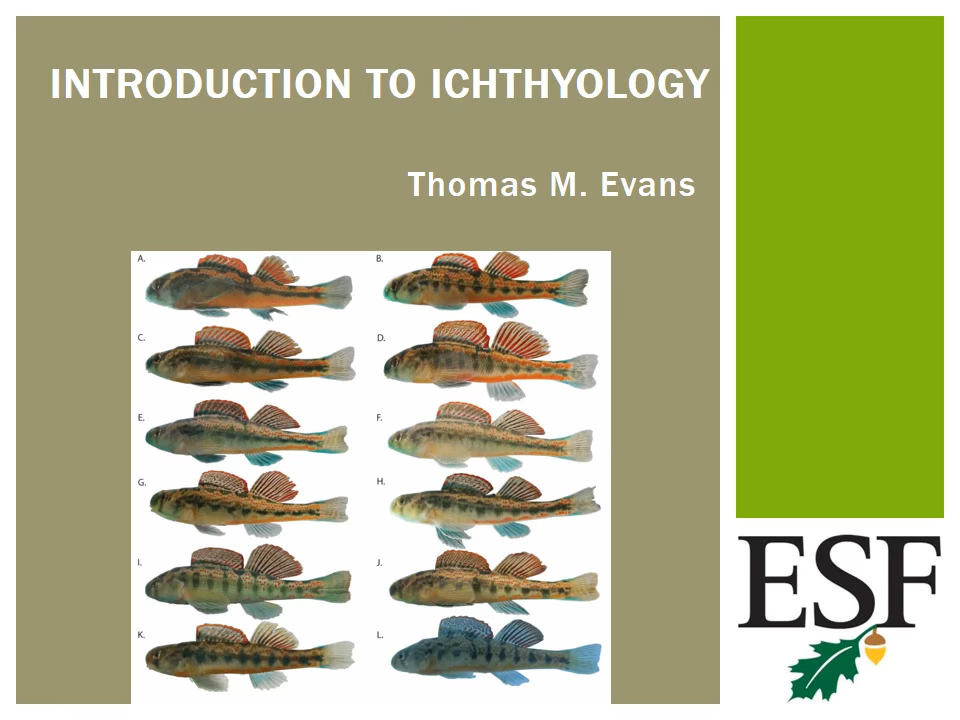 INTRODUCTION TO ICHTHYOLOGY
Thomas M. Evans
A.
B.
C.
D.
E.
F.
G.
H.
I.
J.
K.
L.
ESF